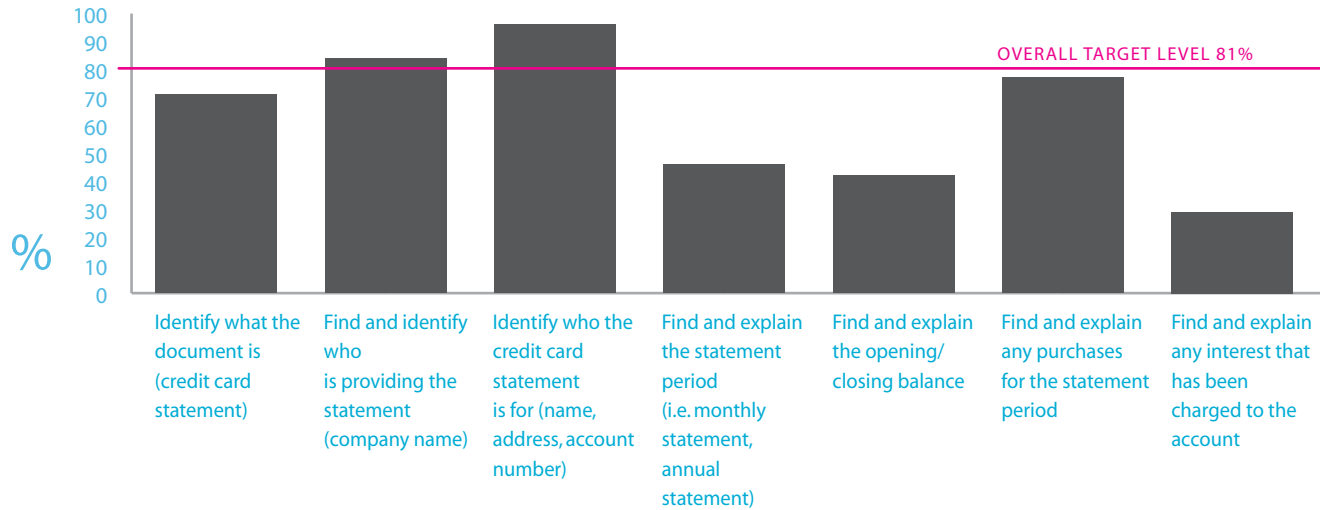 100
90
80
70
60
50
40
30
20
10
0
%
OVERALL TARGET LEVEL 81%
Identify what the
document is
(credit card
statement)
Find and identify
who
is providing the
statement
(company name)
Identify who the
credit card
statement
is for (name,
address, account
number)
Find and explain
the statement
period
(i.e. monthly
statement,
annual
statement)
Find and explain
the opening/
closing balance
Find and explain
any purchases
for the statement
period
Find and explain
any interest that
has been
charged to the
account